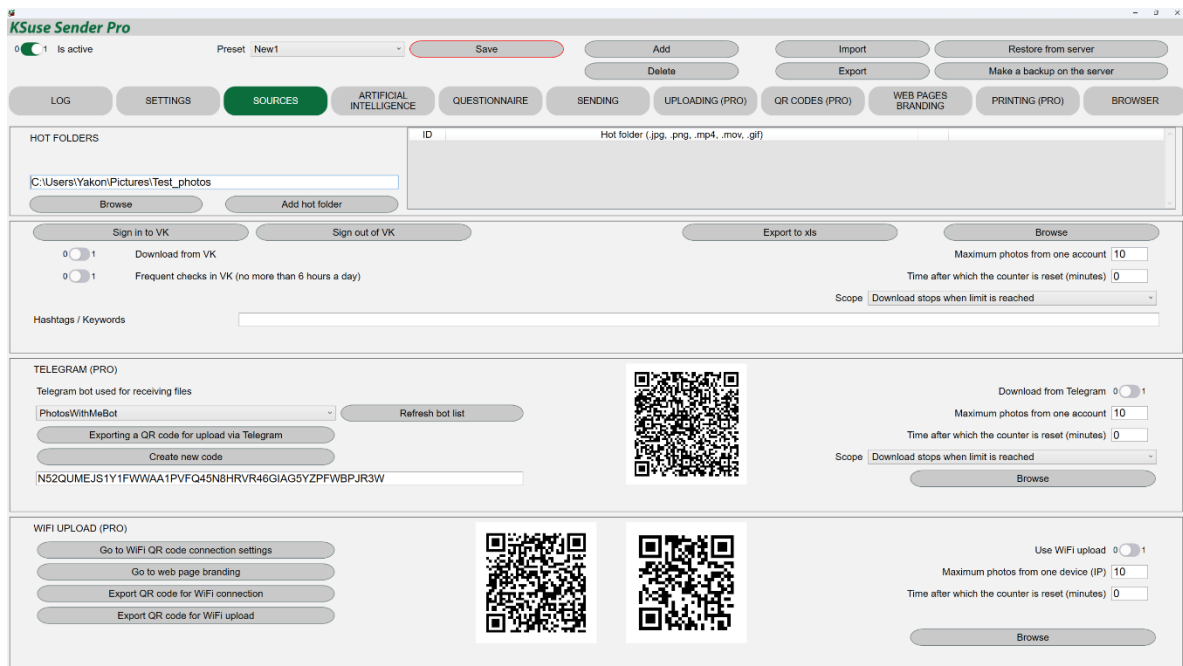 KSuse Sender Pro
0 1 Is active Preset New1 Save Add Import Restore from server
Delete Export Make a backup on the server
LOG SETTINGS SOURCES ARTIFICIAL INTELLIGENCE QUESTIONNAIRE SENDING UPLOADING (PRO) QR CODES (PRO) WEB PAGES BRANDING PRINTING (PRO) BROWSER
HOT FOLDERS
ID Hot folder (.jpg, .png, .mp4, .mov, .gif)
C:\Users\Yakon\Pictures\Test_photos
Browse Add hot folder
Sign in to VK Sign out of VK Export to xls Browse
0 1 Download from VK Maximum photos from one account 10
0 1 Frequent checks in VK (no more than 6 hours a day) Time after which the counter is reset (minutes) 0
Scope Download stops when limit is reached
Hashtags / Keywords
TELEGRAM (PRO)
Telegram bot used for receiving files Download from Telegram 0 1
PhotosWithMeBot Refresh bot list Maximum photos from one account 10
Exporting a QR code for upload via Telegram Time after which the counter is reset (minutes) 0
Create new code Scope Download stops when limit is reached
N52QUMEJS1Y1FWWAA1PVFQ45N8HRVR46GIAG5YZPFWBPJR3W Browse
WIFI UPLOAD (PRO)
Go to WiFi QR code connection settings Use WiFi upload 0 1
Go to web page branding Maximum photos from one device (IP) 10
Export QR code for WiFi connection Time after which the counter is reset (minutes) 0
Export QR code for WiFi upload
Browse